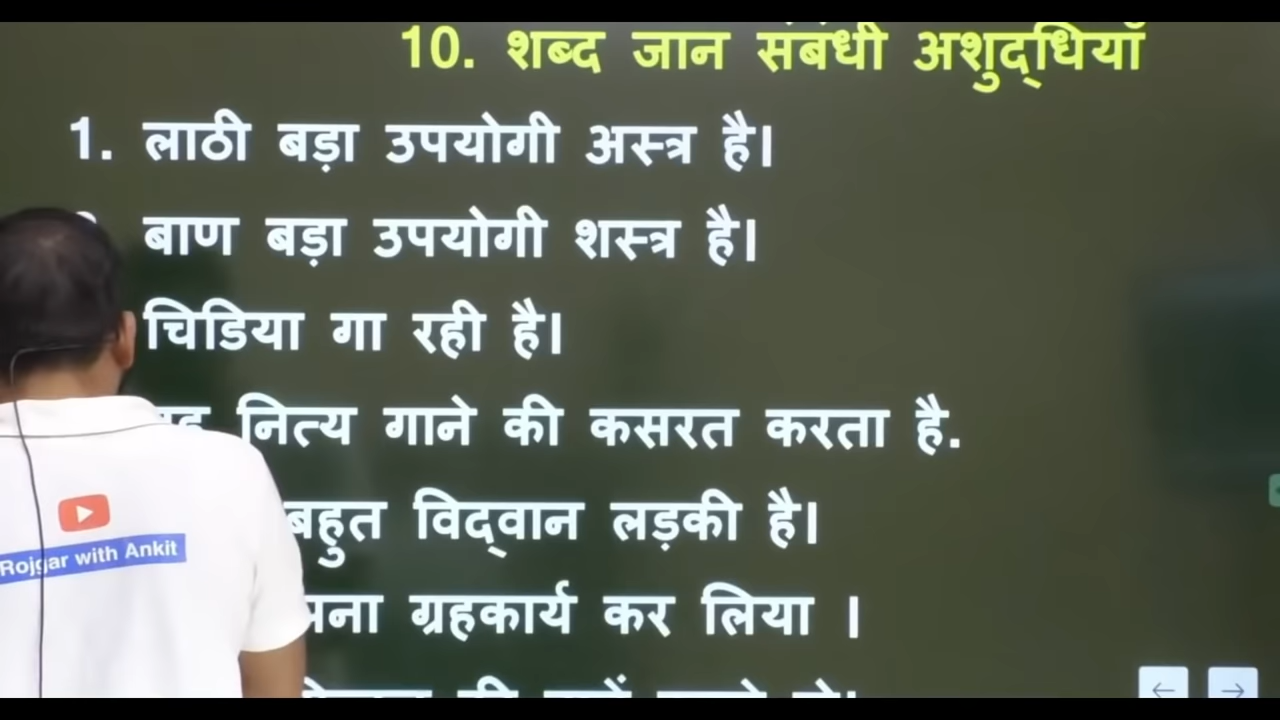 10. शब्द जान संबंधी अशुद्धियाँ
1. लाठी बड़ा उपयोगी अस्त्र है।
बाण बड़ा उपयोगी शस्त्र है।
चिडिया गा रही है।
नित्य गाने की कसरत करता है.
बहुत विद्वान लड़की है।
ग्रहकार्य कर लिया ।
Rojgar with Ankit